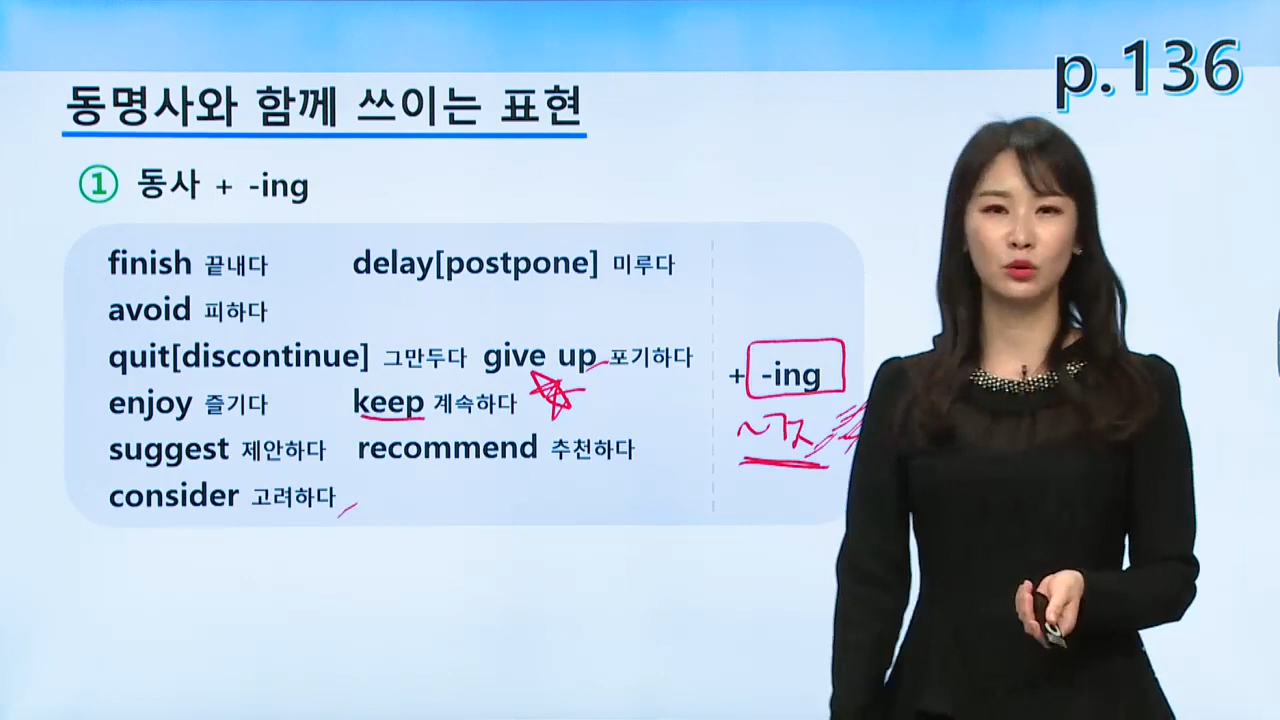 p.136
동명사와 함께 쓰이는 표현
① 동사 + -ing
finish 끝내다 delay[postpone] 미루다
avoid 피하다
quit[discontinue] 그만두다 give up 포기하다
+ -ing
enjoy 즐기다 keep 계속하다
suggest 제안하다 recommend 추천하다
consider 고려하다